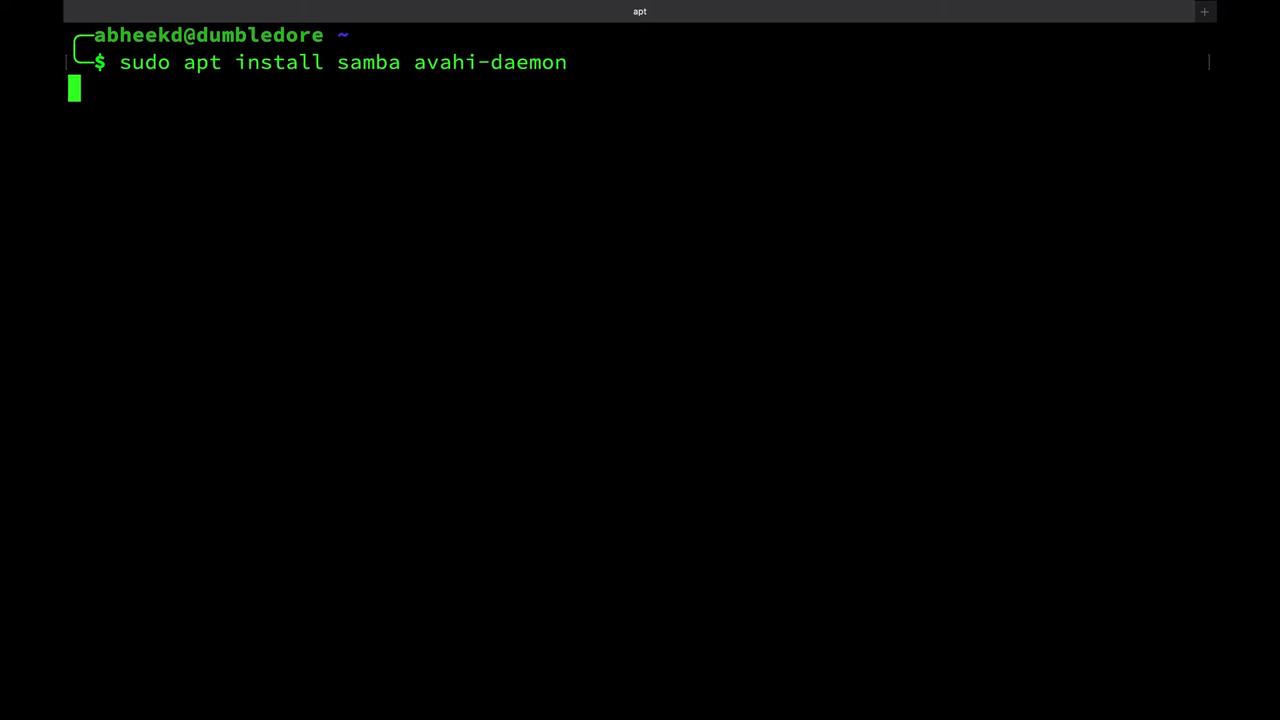 apt
abheekd@dumbledore ~
$ sudo apt install samba avahi-daemon